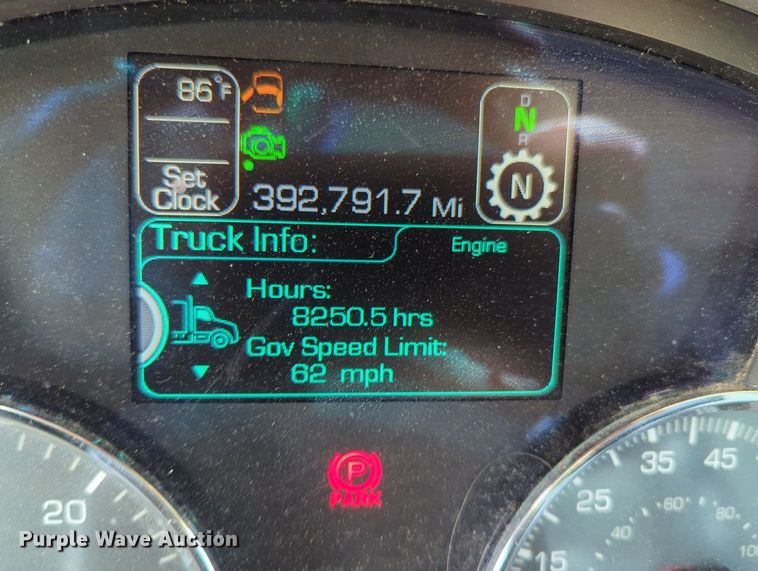 86°F
Set
Clock
D
N
R
N
392,791.7 Mi
Truck Info:
Engine
Hours:
8250.5 hrs
Gov Speed Limit:
62 mph
P
PARK
20
15
25
35
45
40
60
80
100
Purple Wave Auction